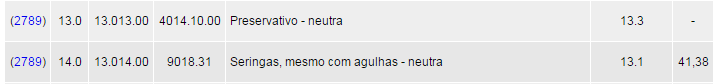 (2789) 13.0 13.013.00 4014.10.00 Preservativo - neutra 13.3 -
(2789) 14.0 13.014.00 9018.31 Seringas, mesmo com agulhas - neutra 13.1 41,38